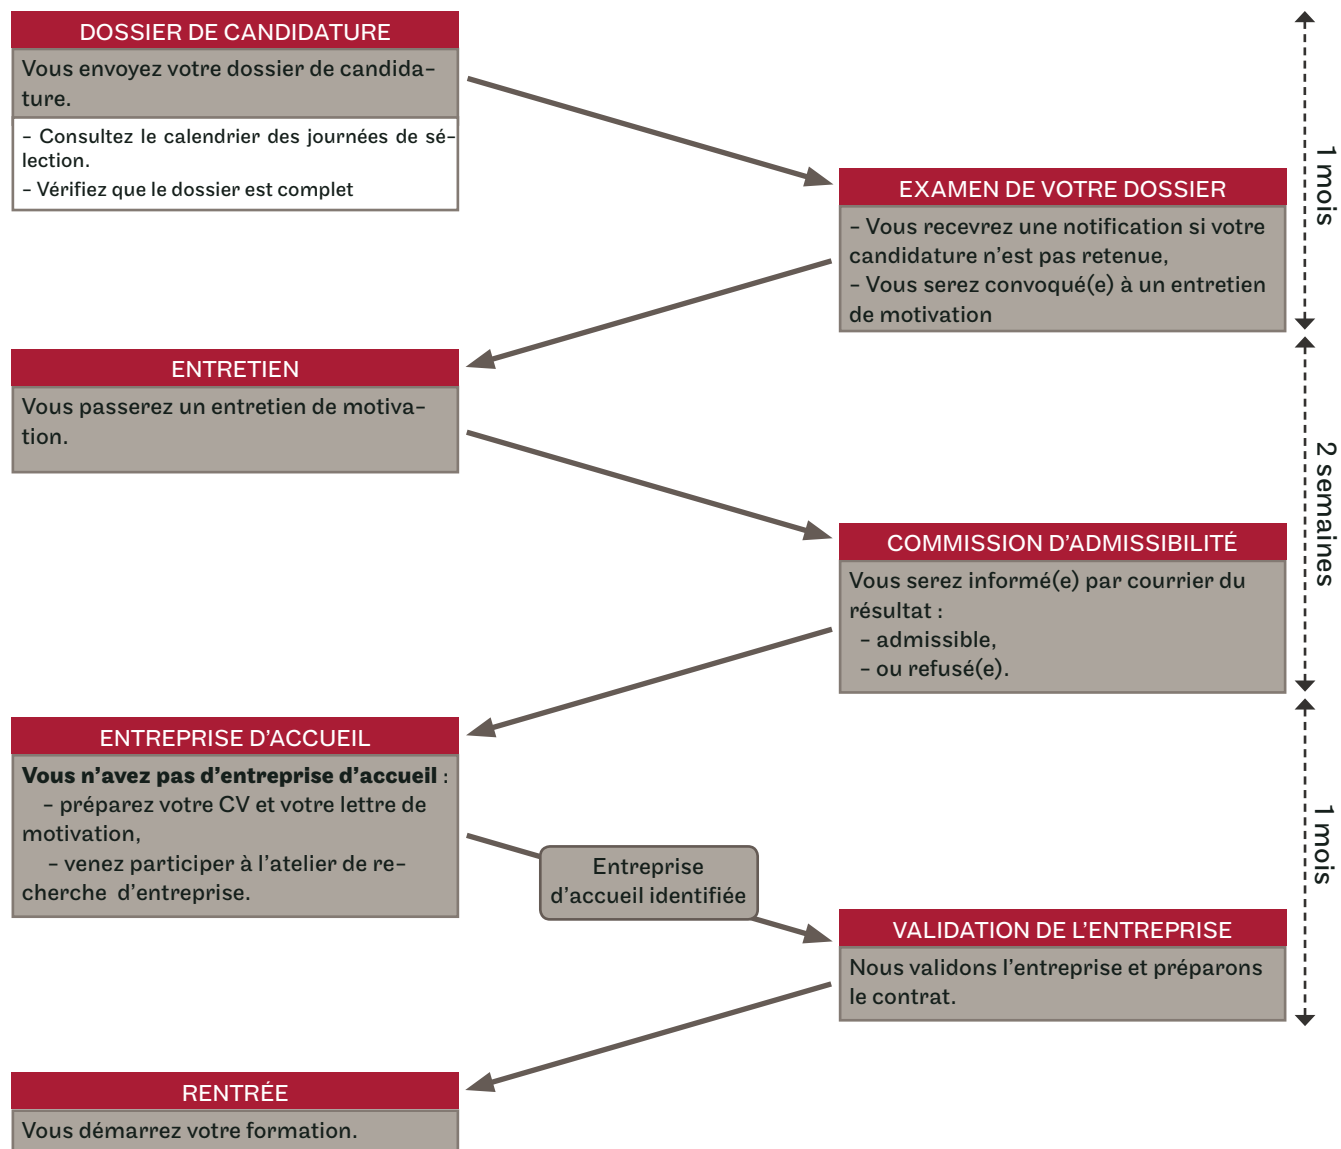 DOSSIER DE CANDIDATURE
Vous envoyez votre dossier de candida-
ture.
- Consultez le calendrier des journées de sé-
lection.
- Vérifiez que le dossier est complet
EXAMEN DE VOTRE DOSSIER
- Vous recevrez une notification si votre
candidature n'est pas retenue,
- Vous serez convoqué(e) à un entretien
de motivation
1 mois
ENTRETIEN
Vous passerez un entretien de motiva-
tion.
COMMISSION D'ADMISSIBILITÉ
Vous serez informé(e) par courrier du
résultat :
- admissible,
- ou refusé(e).
2 semaines
ENTREPRISE D'ACCUEIL
Vous n'avez pas d'entreprise d'accueil :
- préparez votre CV et votre lettre de
motivation,
- venez participer à l'atelier de re-
cherche d'entreprise.
Entreprise
d'accueil identifiée
VALIDATION DE L'ENTREPRISE
Nous validons l'entreprise et préparons
le contrat.
1 mois
RENTRÉE
Vous démarrez votre formation.